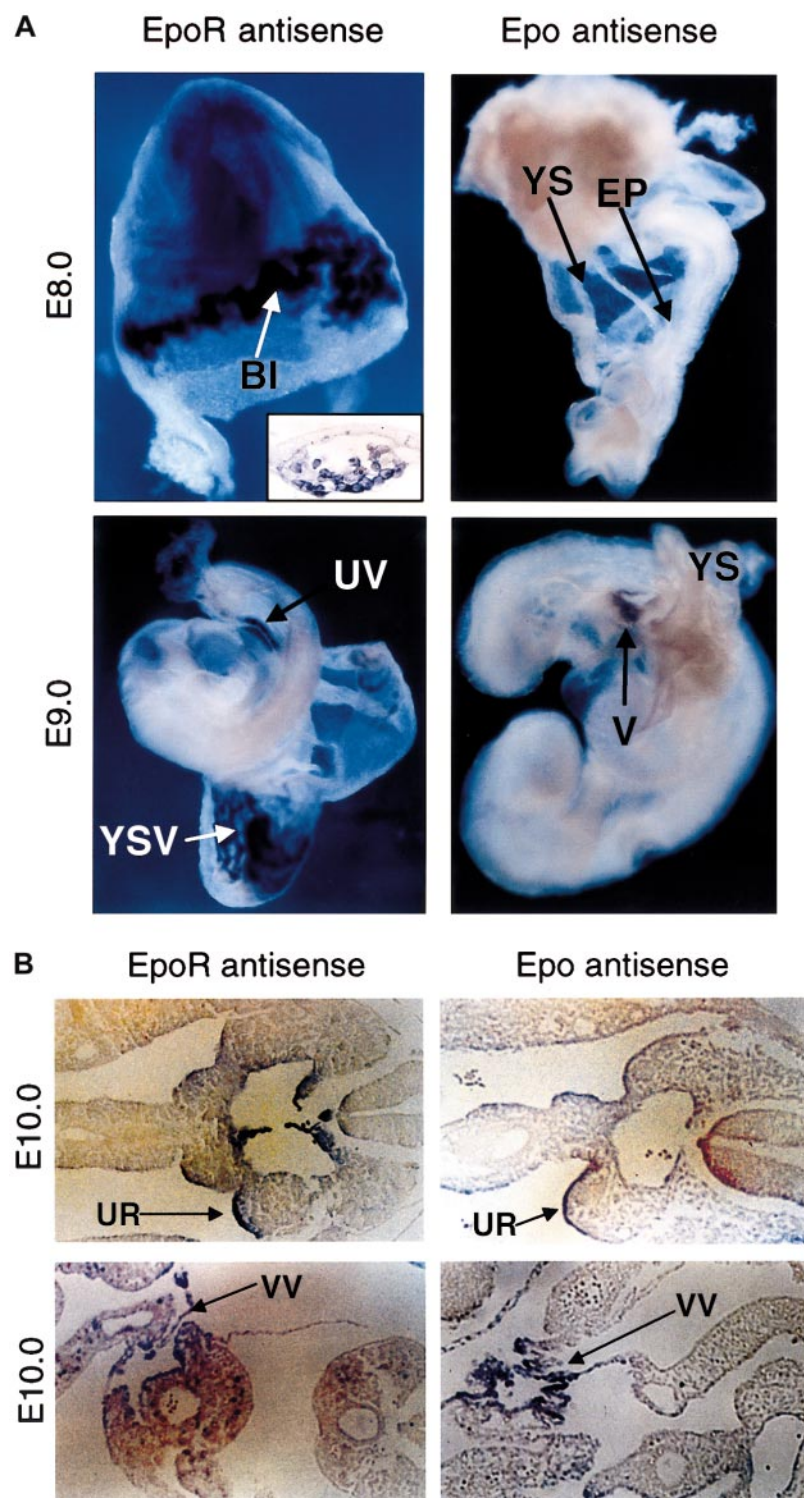 A
EpoR antisense
Epo antisense
E8.0
BI
YS
EP
E9.0
UV
YSV
YS
V
B
EpoR antisense
Epo antisense
E10.0
UR
UR
E10.0
VV
VV